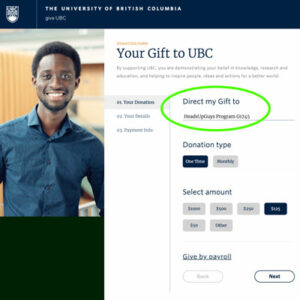 THE UNIVERSITY OF BRITISH COLUMBIA
give UBC
DONATION FORM
Your Gift to UBC
By supporting UBC, you are demonstrating your belief in knowledge, research and
education, and helping to inspire people, ideas and actions for a better world.
01. Your Donation
02. Your Details
03. Payment Info
Direct my Gift to
HeadsUpGuys Program G1745
Donation type
One Time
Monthly
Select amount
$1000
$500
$250
$125
$50
Other
Give by payroll
Back
Next